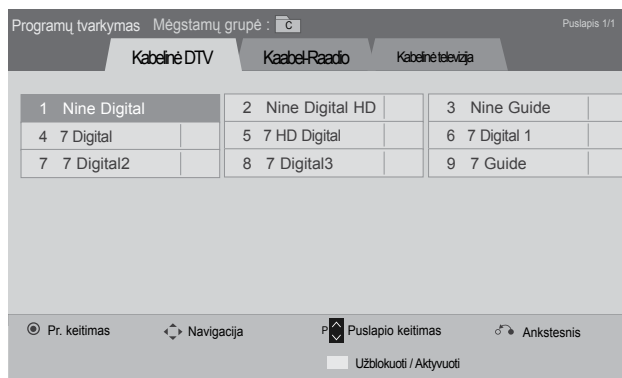 Programų tvarkymas Mėgstamų grupė : C Puslapis 1/1
Kabelinė DTV Kaabel-Raadio Kabelinė televizija
1 Nine Digital 2 Nine Digital HD 3 Nine Guide
4 7 Digital 5 7 HD Digital 6 7 Digital 1
7 7 Digital2 8 7 Digital3 9 7 Guide
Pr. keitimas Navigacija P Puslapio keitimas Ankstesnis
Užblokuoti / Aktyvuoti